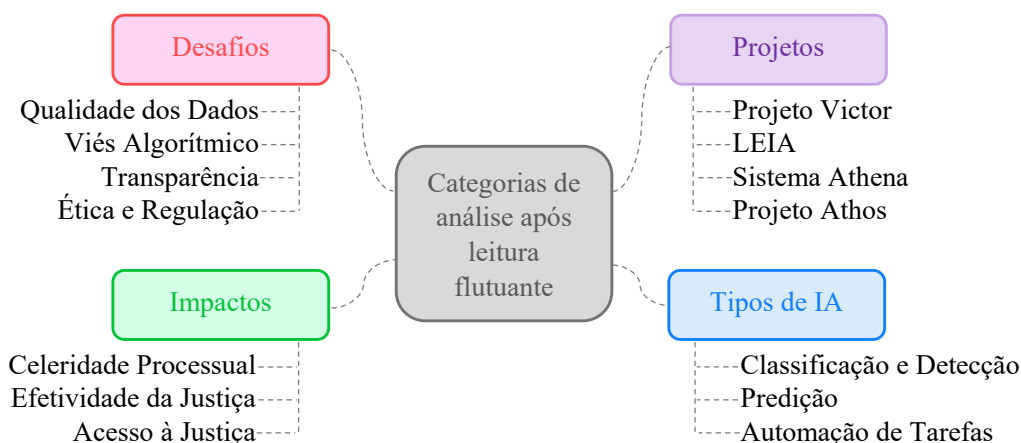 Desafios
Qualidade dos Dados
Viés Algorítmico
Transparência
Ética e Regulação
Projetos
Projeto Victor
LEIA
Sistema Athena
Projeto Athos
Categorias de
análise após
leitura
flutuante
Impactos
Celeridade Processual
Efetividade da Justiça
Acesso à Justiça
Tipos de IA
Classificação e Detecção
Predição
Automação de Tarefas